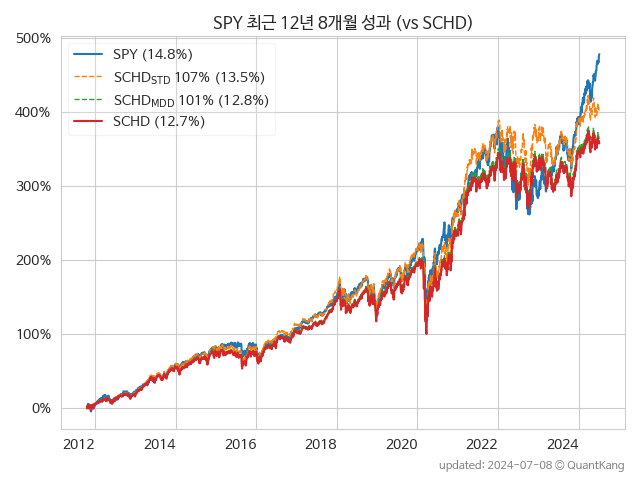 SPY 최근 12년 8개월 성과 (vs SCHD)
500%
400%
300%
200%
100%
0%
SPY (14.8%)
SCHD_STD 107% (13.5%)
SCHD_MDD 101% (12.8%)
SCHD (12.7%)
2012 2014 2016 2018 2020 2022 2024
updated: 2024-07-08 © QuantKang